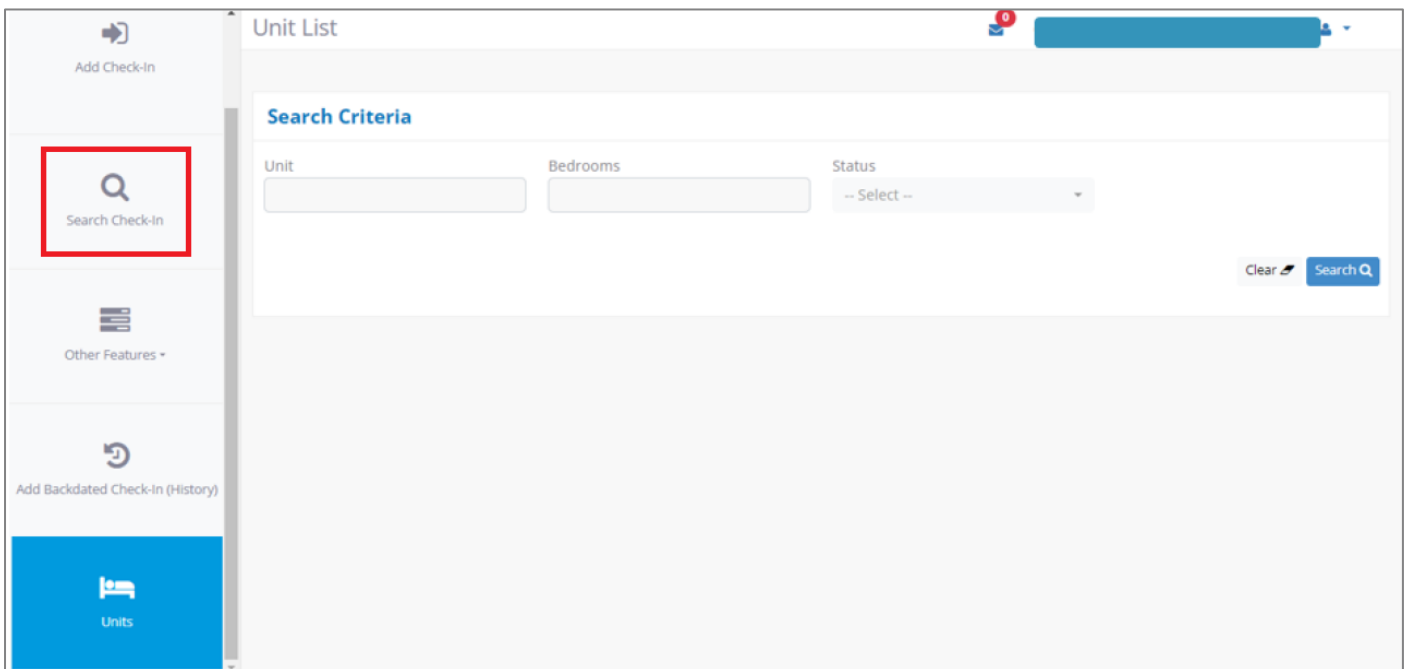 Add Check-In
Search Check-In
Other Features
Add Backdated Check-In (History)
Units
Unit List
0
Search Criteria
Unit
Bedrooms
Status
-- Select --
Clear
Search